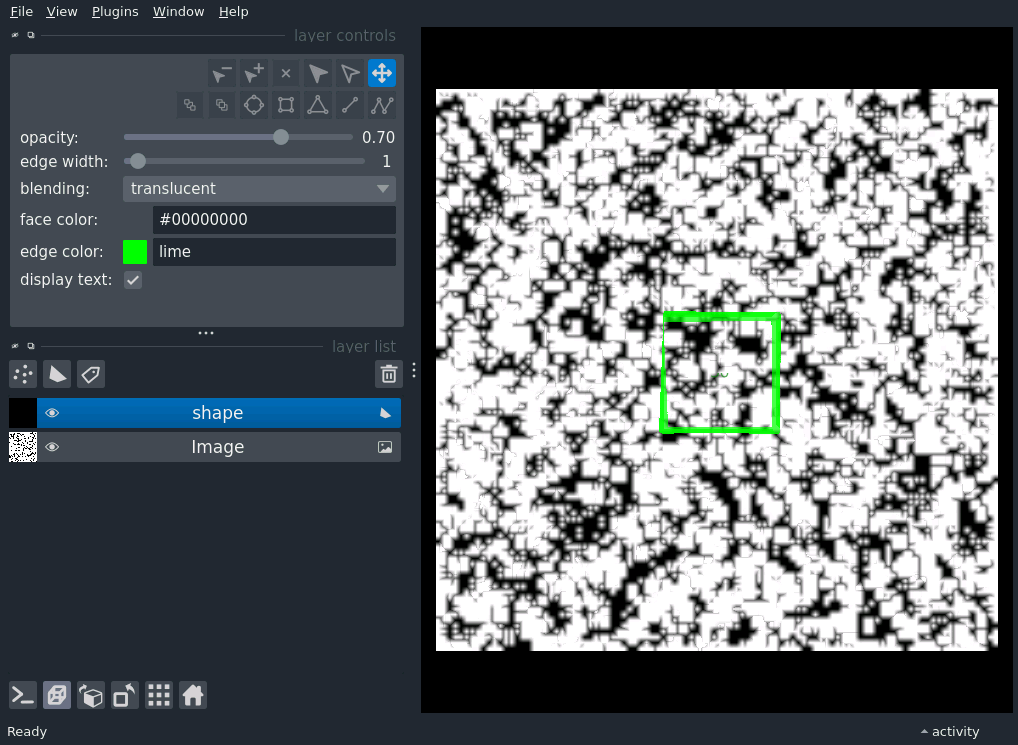 File View Plugins Window Help
layer controls
opacity: 0.70
edge width: 1
blending: translucent
face color: #00000000
edge color: lime
display text:
layer list
shape
Image
Ready
activity